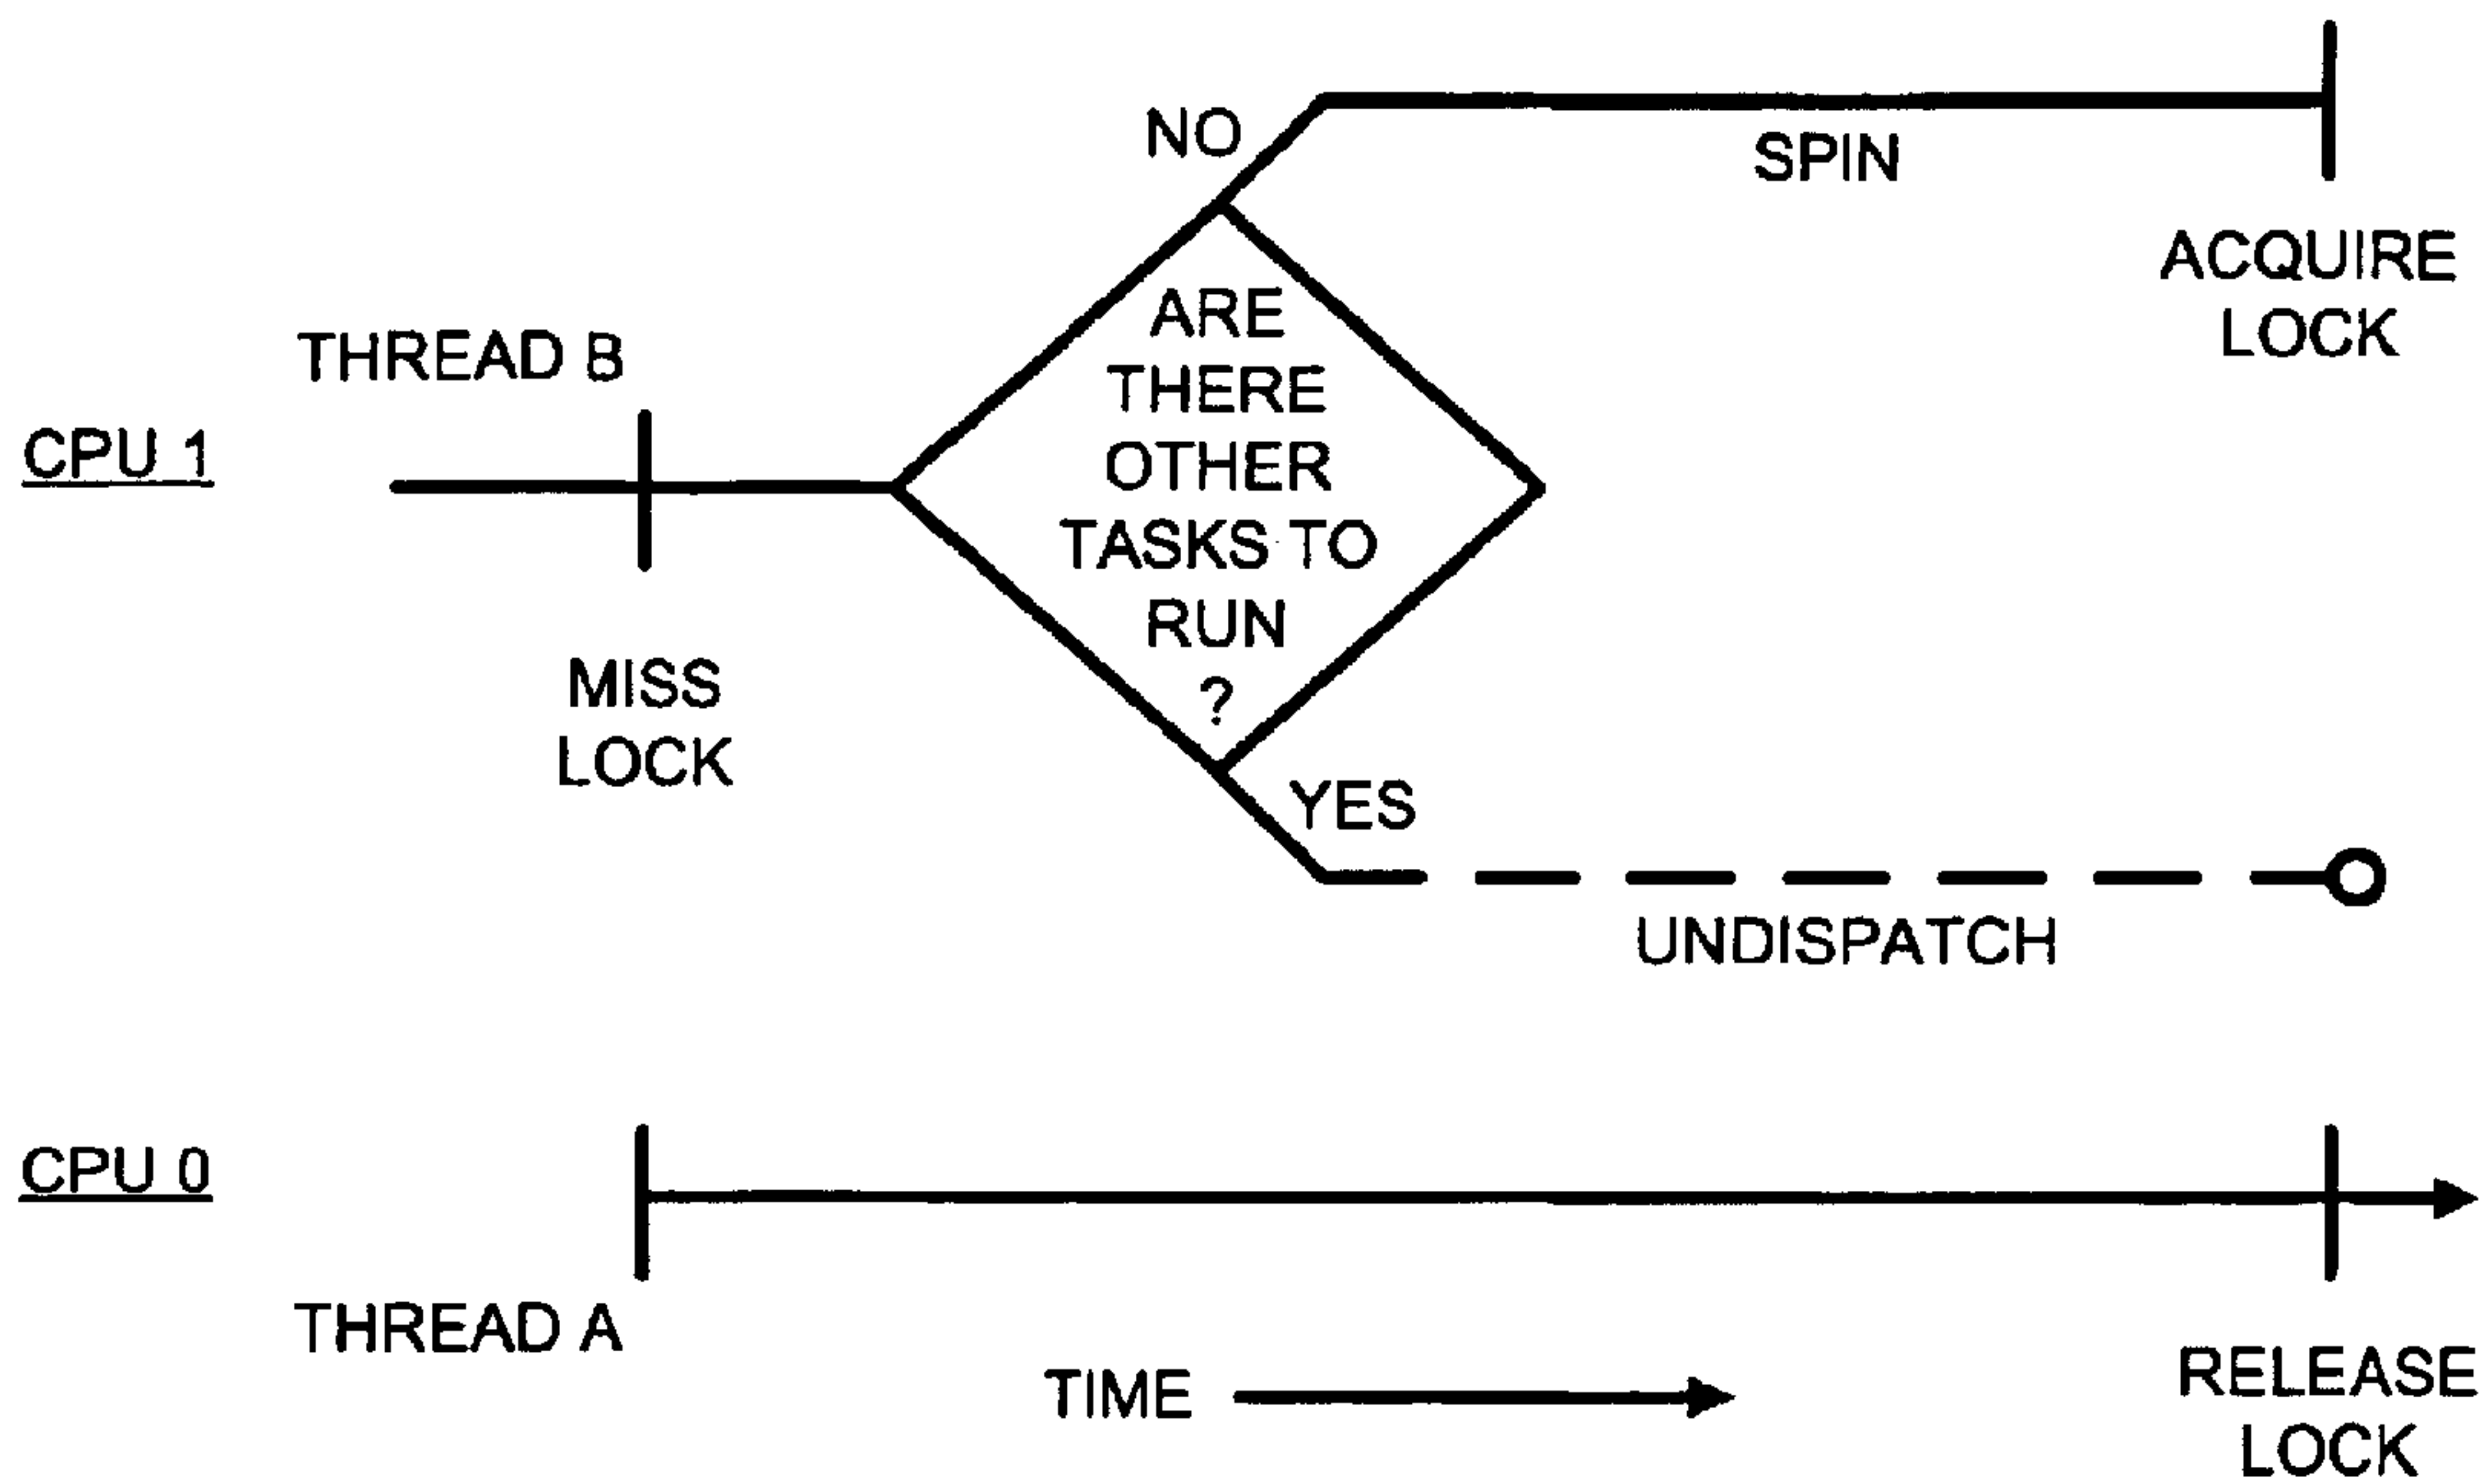 NO
SPIN
ACQUIRE
LOCK
THREAD B
CPU 1
ARE
THERE
OTHER
TASKS TO
RUN
?
MISS
LOCK
YES
UNDISPATCH
CPU 0
THREAD A
TIME
RELEASE
LOCK